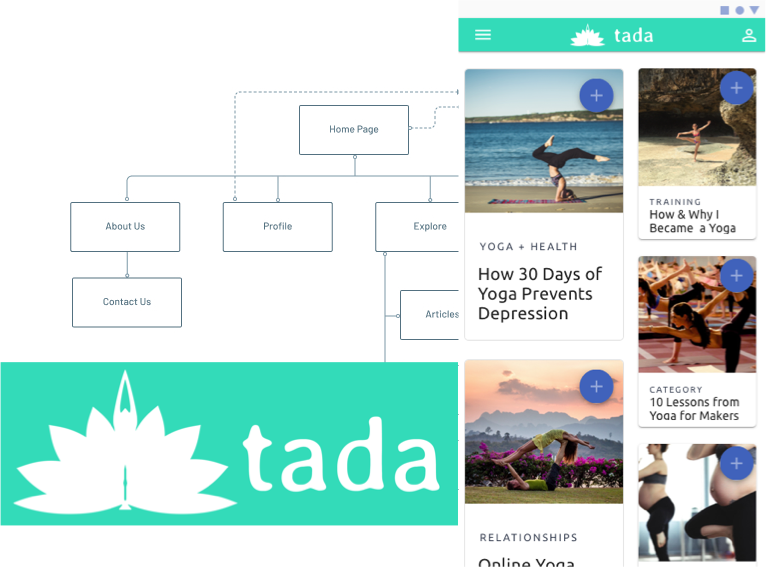 Home Page
About Us
Profile
Explore
Contact Us
Articles
tada
tada
YOGA + HEALTH
How 30 Days of
Yoga Prevents
Depression
RELATIONSHIPS
Online Yoga
TRAINING
How & Why I
Became a Yoga
CATEGORY
10 Lessons from
Yoga for Makers